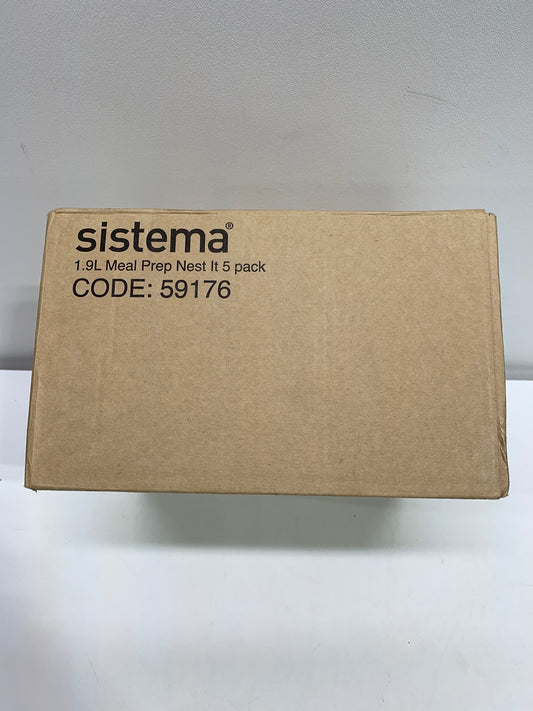 sistema®
1.9L Meal Prep Nest It 5 pack
CODE: 59176